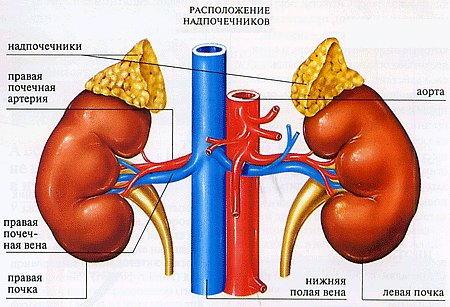 РАСПОЛОЖЕНИЕ
НАДПОЧЕЧНИКОВ
надпочечники
правая
почечная
артерия
аорта
правая
почеч-
ная вена
правая
почка
нижняя
полая вена
левая почка